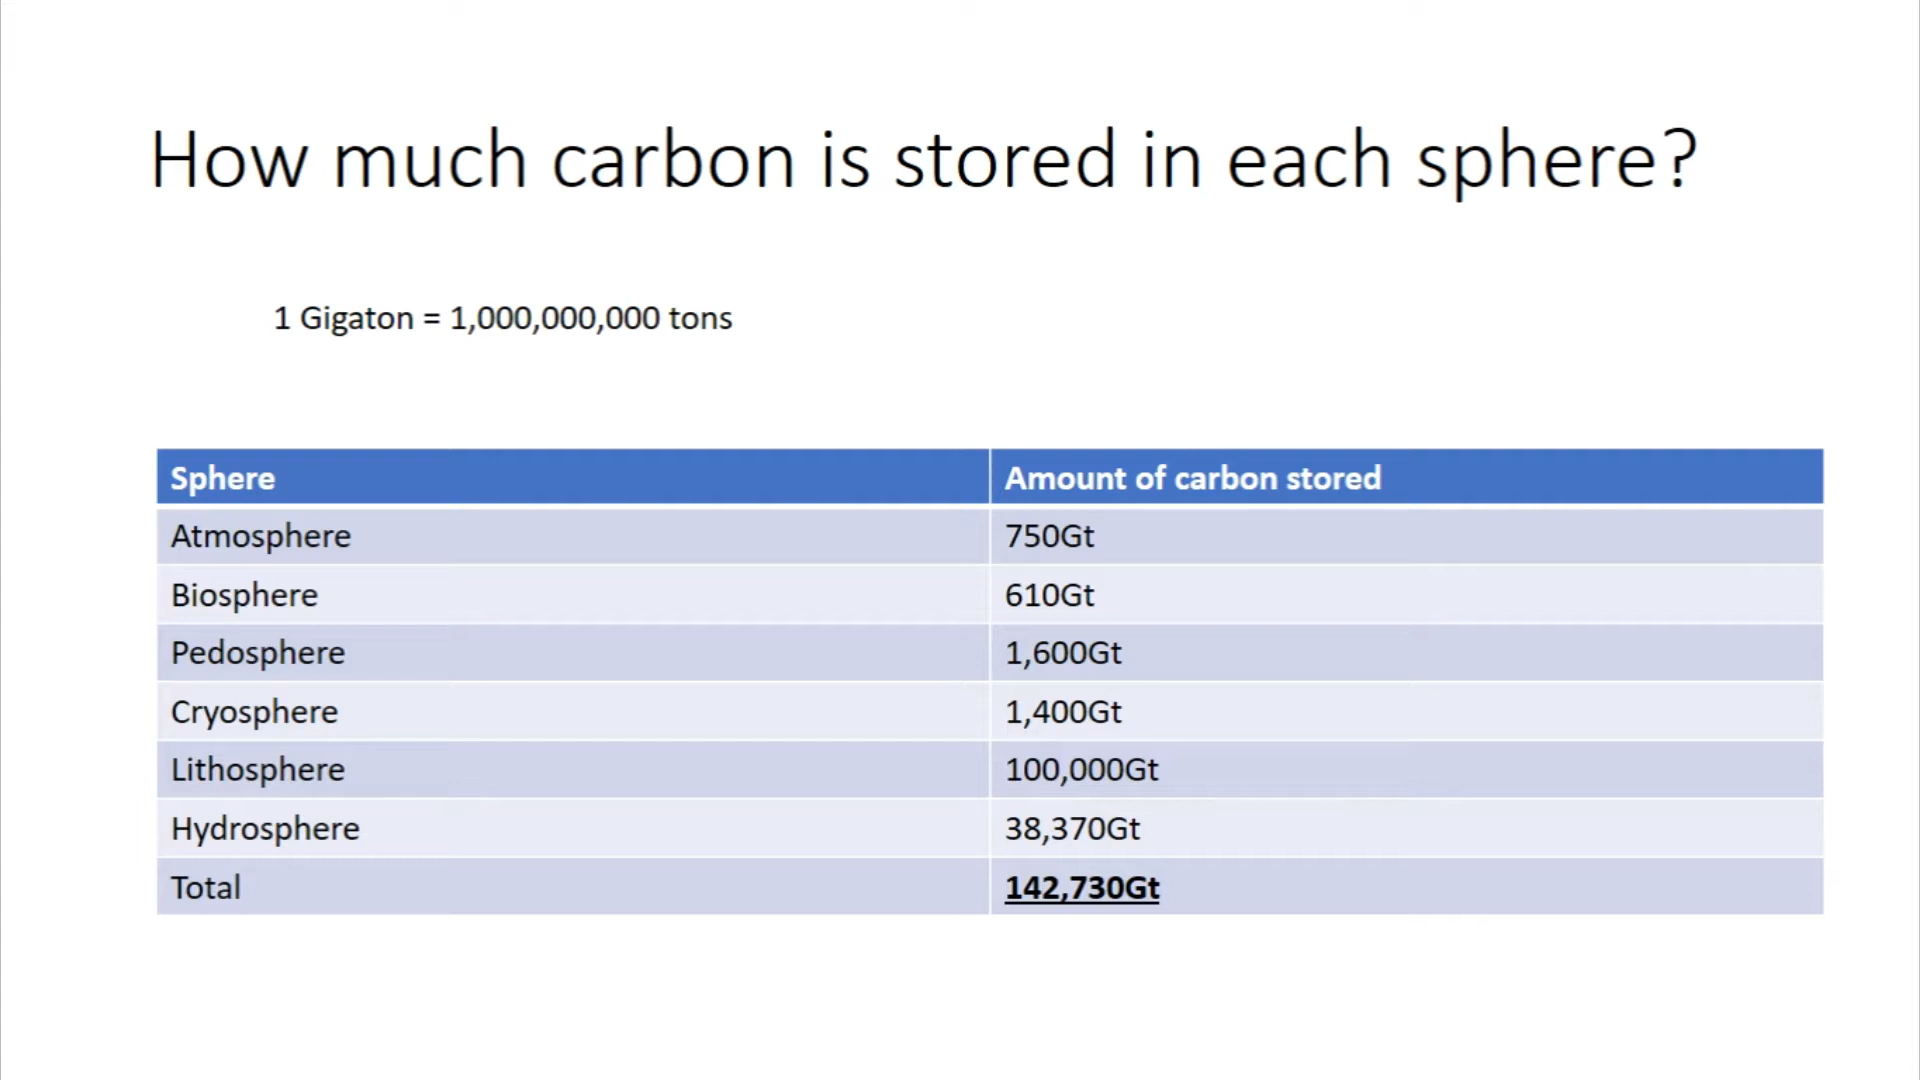 How much carbon is stored in each sphere?
1 Gigaton = 1,000,000,000 tons
Sphere Amount of carbon stored
Atmosphere 750Gt
Biosphere 610Gt
Pedosphere 1,600Gt
Cryosphere 1,400Gt
Lithosphere 100,000Gt
Hydrosphere 38,370Gt
Total 142,730Gt